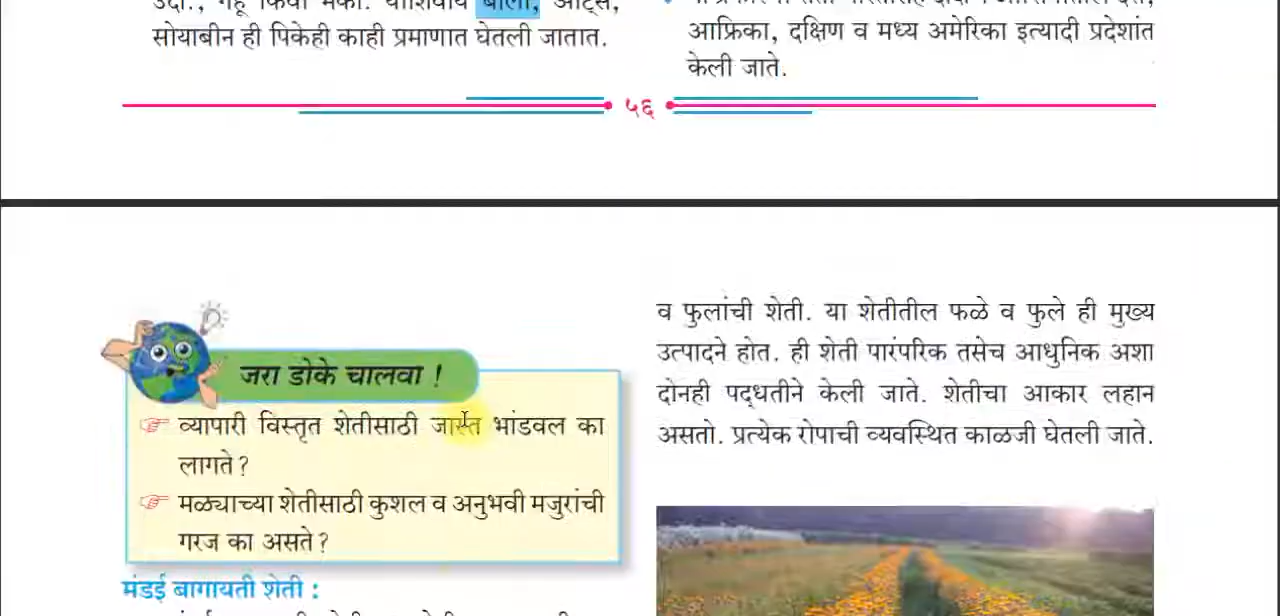 सोयाबीन ही पिकेही काही प्रमाणात घेतली जातात.
आफ्रिका, दक्षिण व मध्य अमेरिका इत्यादी प्रदेशांत
केली जाते.
५६
जरा डोके चालवा !
व्यापारी विस्तृत शेतीसाठी जास्त भांडवल का
लागते ?
मळ्याच्या शेतीसाठी कुशल व अनुभवी मजुरांची
गरज का असते ?
मंडई बागायती शेती :
व फुलांची शेती. या शेतीतील फळे व फुले ही मुख्य
उत्पादने होत. ही शेती पारंपरिक तसेच आधुनिक अशा
दोनही पद्धतीने केली जाते. शेतीचा आकार लहान
असतो. प्रत्येक रोपाची व्यवस्थित काळजी घेतली जाते.